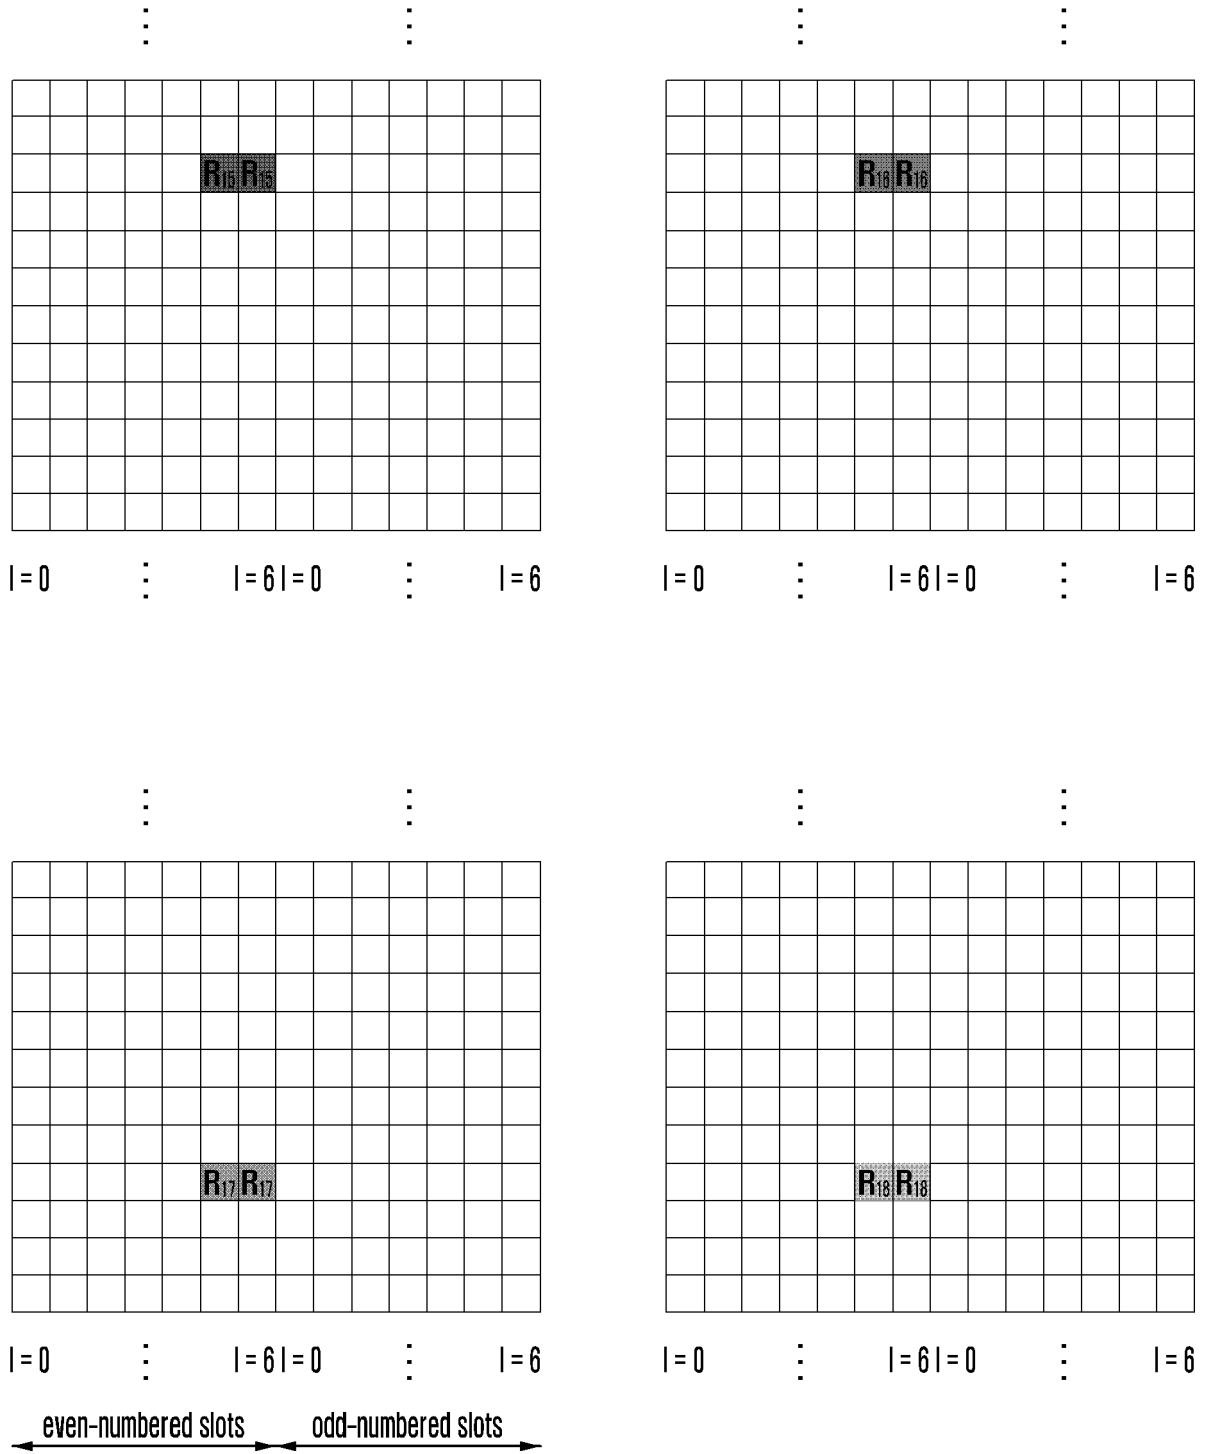 R15 R15
R16 R16
l = 0 l = 6 l = 0 l = 6
l = 0 l = 6 l = 0 l = 6
R17 R17
R18 R18
l = 0 l = 6 l = 0 l = 6
l = 0 l = 6 l = 0 l = 6
even-numbered slots odd-numbered slots